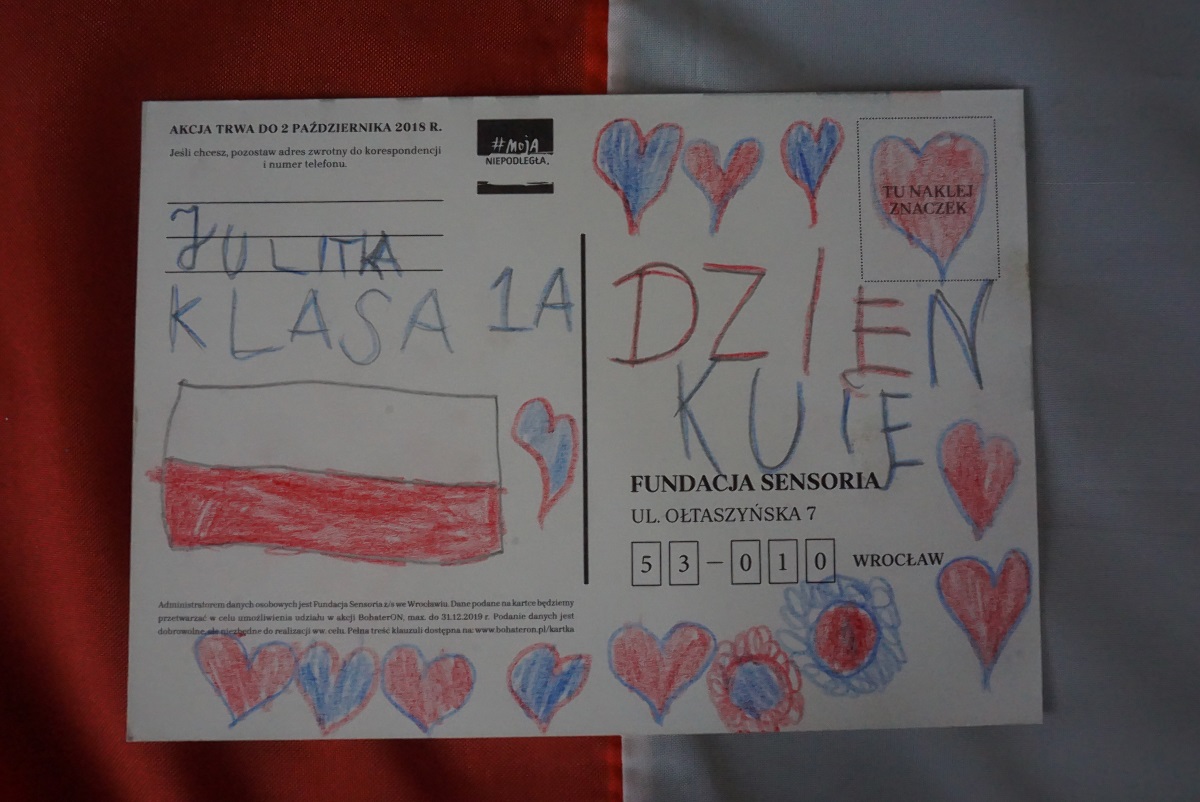 AKCJA TRWA DO 2 PAŹDZIERNIKA 2018 R.
Jeśli chcesz, pozostaw adres zwrotny do korespondencji
i numer telefonu.
#MOJA
NIEPODLEGŁA.
JULITKA
KLASA 1A
Administratorem danych osobowych jest Fundacja Sensoria z/s we Wrocławiu. Dane podane na kartce będziemy
przetwarzać w celu umożliwienia udziału w akcji BohaterON, max. do 31.12.2019 r. Podanie danych jest
dobrowolne, ale niezbędne do realizacji ww. celu. Pełna treść klauzuli dostępna na: www.bohateron.pl/kartka
TU NAKLEJ
ZNACZEK
DZIEN
KUJĘ
FUNDACJA SENSORIA
UL. OŁTASZYŃSKA 7
53-010 WROCŁAW